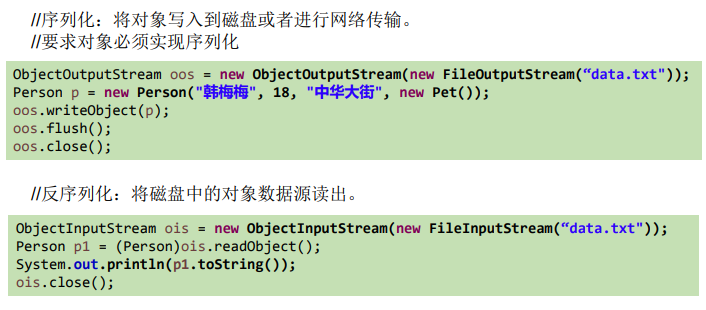 //序列化：将对象写入到磁盘或者进行网络传输。
//要求对象必须实现序列化
ObjectOutputStream oos = new ObjectOutputStream(new FileOutputStream(“data.txt"));
Person p = new Person("韩梅梅", 18, "中华大街", new Pet());
oos.writeObject(p);
oos.flush();
oos.close();
//反序列化：将磁盘中的对象数据源读出。
ObjectInputStream ois = new ObjectInputStream(new FileInputStream(“data.txt"));
Person p1 = (Person)ois.readObject();
System.out.println(p1.toString());
ois.close();